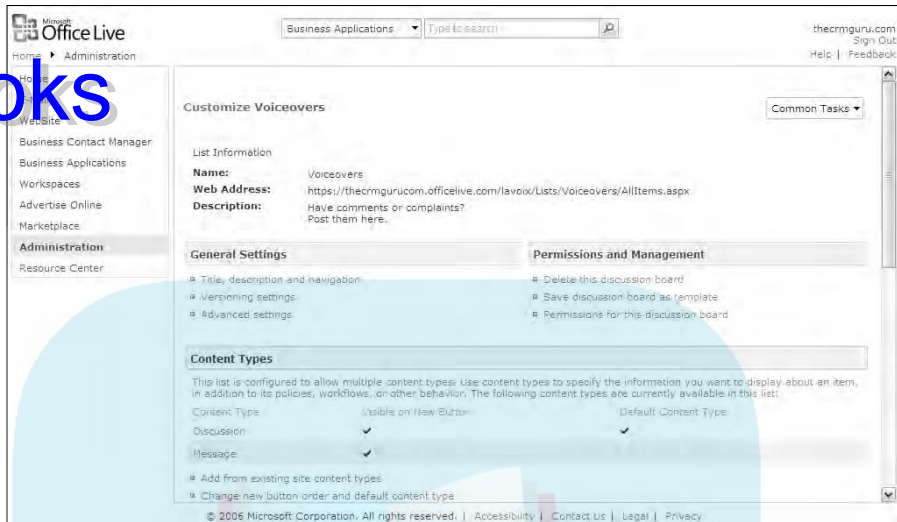 Microsoft
Office Live
Business Applications
Type to search
thecrmguru.com
Sign Out
Help | Feedback
Home Administration
oks
Home
WebSite
Business Contact Manager
Business Applications
Workspaces
Advertise Online
Marketplace
Administration
Resource Center
Customize Voiceovers
Common Tasks
List Information
Name: Voiceovers
Web Address: https://thecrmgurucom.officelive.com/lavoix/Lists/Voiceovers/AllItems.aspx
Description: Have comments or complaints?
Post them here.
General Settings
Title, description and navigation
Versioning settings
Advanced settings
Permissions and Management
Delete this discussion board
Save discussion board as template
Permissions for this discussion board
Content Types
This list is configured to allow multiple content types. Use content types to specify the information you want to display about an item,
in addition to its policies, workflows, or other behavior. The following content types are currently available in this list:
Content Type Visible on New Button Default Content Type
Discussion ✔ ✔
Message ✔
Add from existing site content types
Change new button order and default content type
© 2006 Microsoft Corporation. All rights reserved. | Accessibility | Contact Us | Legal | Privacy